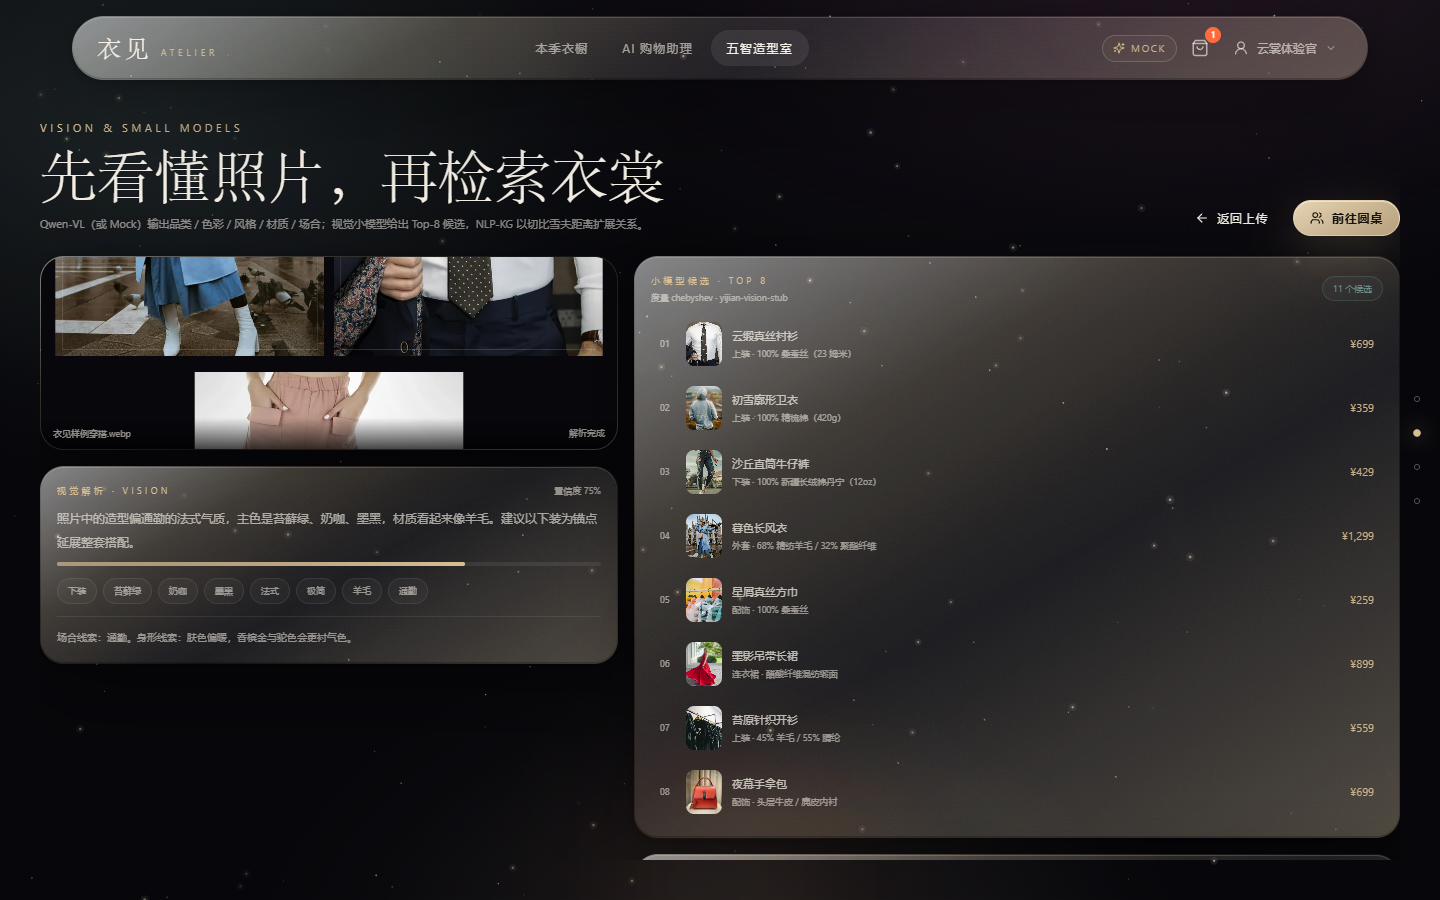 衣见 ATELIER
本季衣橱
AI 购物助理
五智造型室
MOCK
1
云裳体验官
VISION & SMALL MODELS
先看懂照片，再检索衣裳
Qwen-VL（或 Mock）输出品类 / 色彩 / 风格 / 材质 / 场合；视觉小模型给出 Top-8 候选，NLP-KG 以切比雪夫距离扩展关系。
返回上传
前往圆桌
衣见样例穿搭.webp
解析完成
视觉解析 · VISION
置信度 75%
照片中的造型偏通勤的法式气质，主色是苔藓绿、奶咖、墨黑，材质看起来像羊毛。建议以下装为锚点
延展整套搭配。
下装
苔藓绿
奶咖
墨黑
法式
极简
羊毛
通勤
场合线索：通勤。身形线索：肤色偏暖，香槟金与驼色会更衬气色。
小模型候选 · TOP 8
度量 chebyshev · yijian-vision-stub
11 个候选
01
云缎真丝衬衫
上装 · 100% 桑蚕丝（23 姆米）
¥699
02
初雪廓形卫衣
上装 · 100% 精梳棉（420g）
¥359
03
沙丘直筒牛仔裤
下装 · 100% 新疆长绒棉丹宁（12oz）
¥429
04
暮色长风衣
外套 · 68% 精纺羊毛 / 32% 聚酯纤维
¥1,299
05
星屑真丝方巾
配饰 · 100% 桑蚕丝
¥259
06
墨影吊带长裙
连衣裙 · 醋酸纤维混纺缎面
¥899
07
苔原针织开衫
上装 · 45% 羊毛 / 55% 腈纶
¥559
08
夜幕手拿包
配饰 · 头层牛皮 / 麂皮内衬
¥699